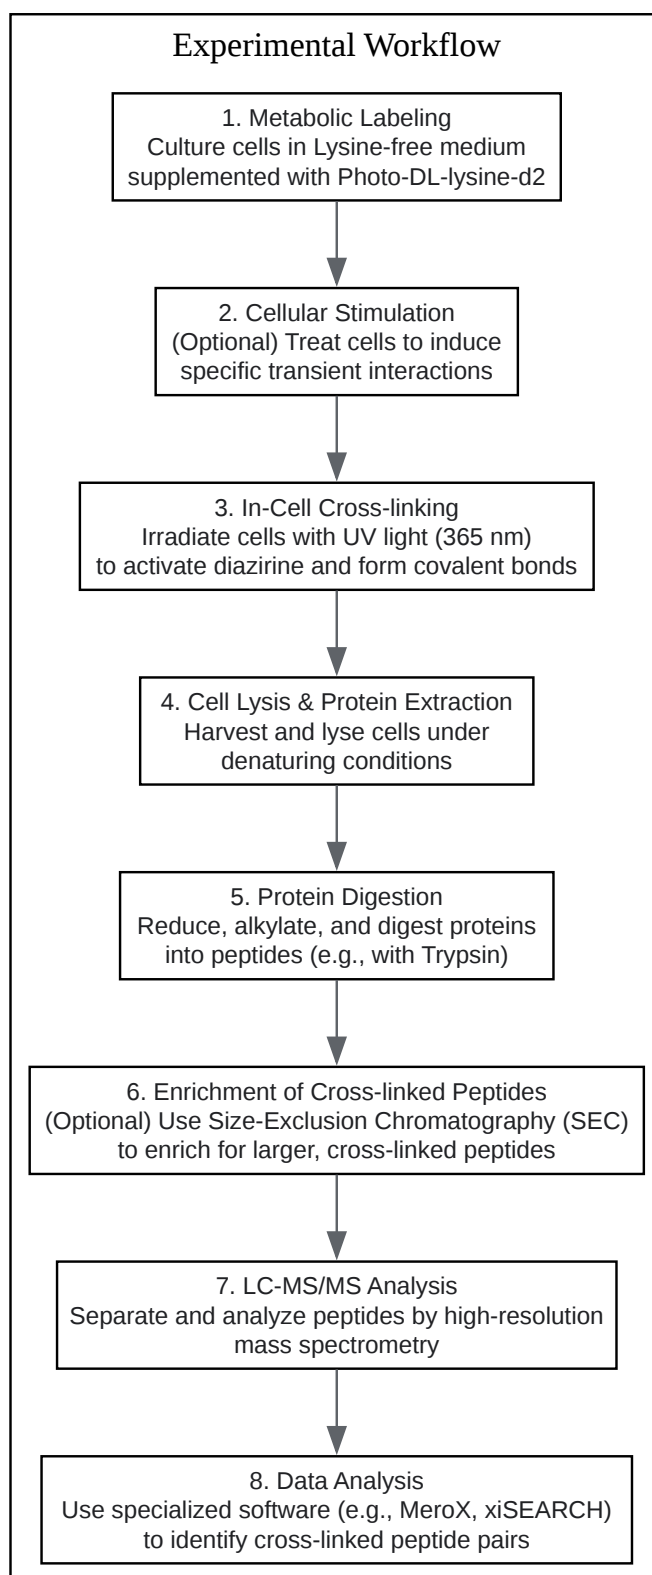 Experimental Workflow
1. Metabolic Labeling
Culture cells in Lysine-free medium
supplemented with Photo-DL-lysine-d2
2. Cellular Stimulation
(Optional) Treat cells to induce
specific transient interactions
3. In-Cell Cross-linking
Irradiate cells with UV light (365 nm)
to activate diazirine and form covalent bonds
4. Cell Lysis & Protein Extraction
Harvest and lyse cells under
denaturing conditions
5. Protein Digestion
Reduce, alkylate, and digest proteins
into peptides (e.g., with Trypsin)
6. Enrichment of Cross-linked Peptides
(Optional) Use Size-Exclusion Chromatography (SEC)
to enrich for larger, cross-linked peptides
7. LC-MS/MS Analysis
Separate and analyze peptides by high-resolution
mass spectrometry
8. Data Analysis
Use specialized software (e.g., MeroX, xiSEARCH)
to identify cross-linked peptide pairs